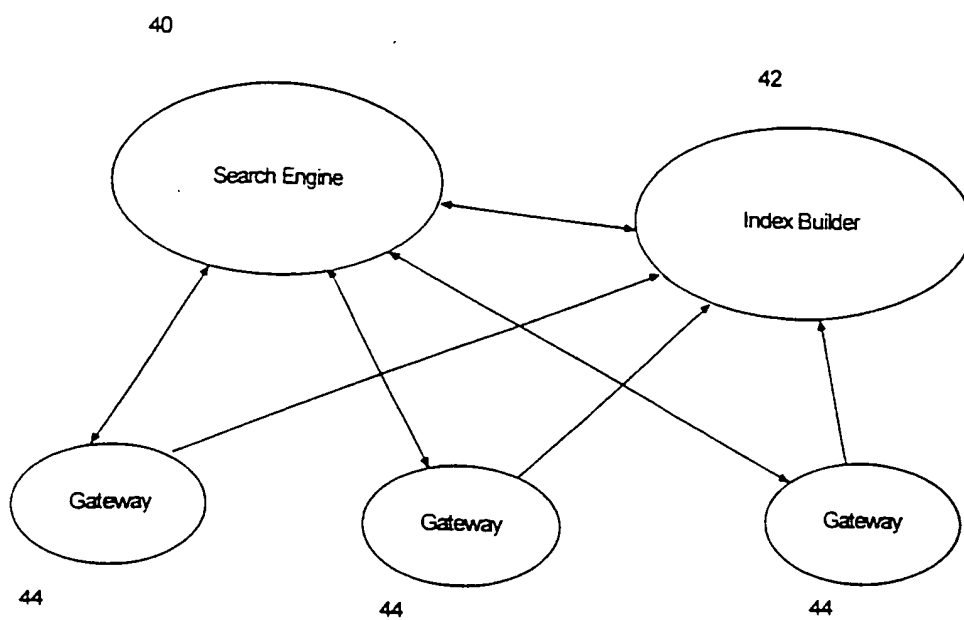 40
42
Search Engine
Index Builder
Gateway
Gateway
Gateway
44
44
44